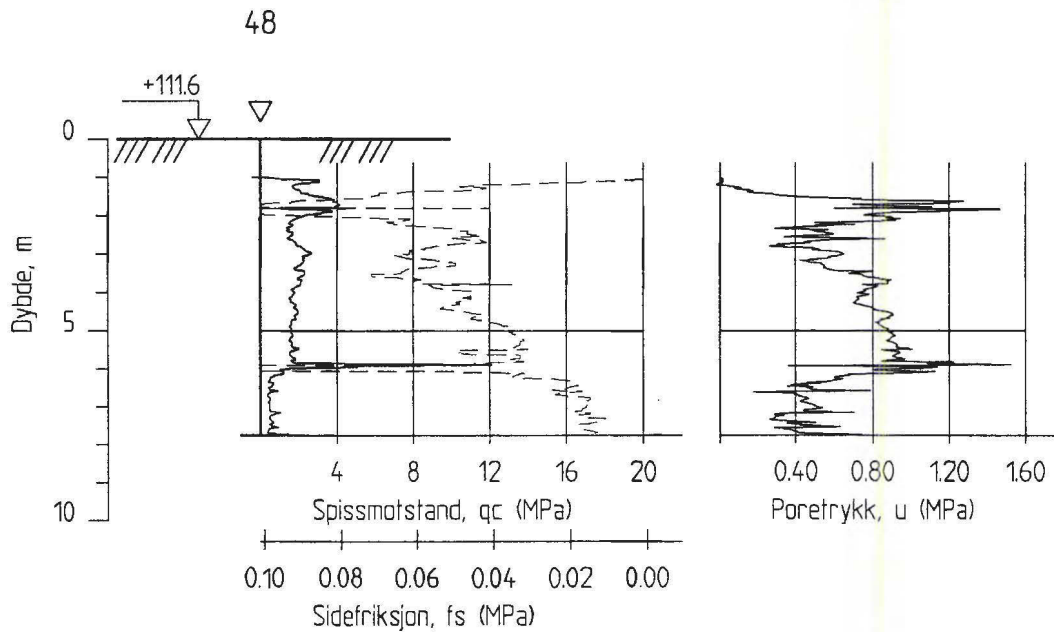 48
+111.6
0
5
10
Dybde, m
4 8 12 16 20
Spissmotstand, qc (MPa)
0.10 0.08 0.06 0.04 0.02 0.00
Sidefriksjon, fs (MPa)
0.40 0.80 1.20 1.60
Poretrykk, u (MPa)